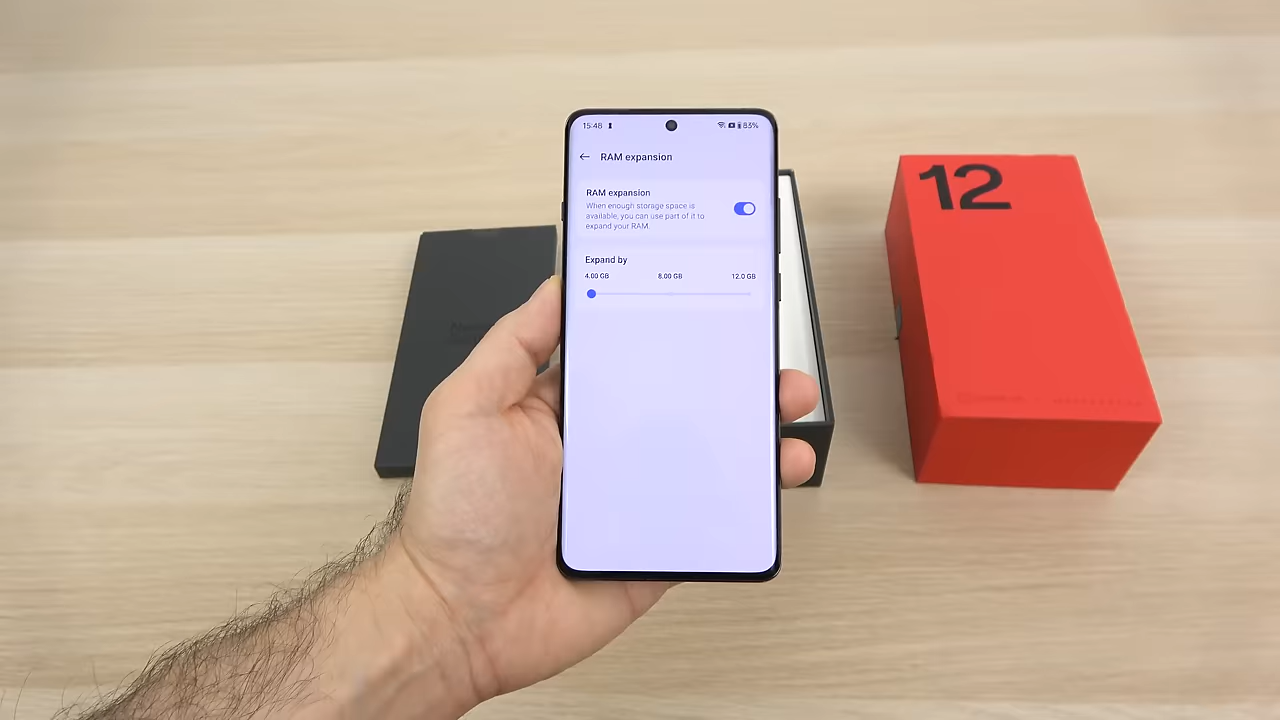 15:46
83%
RAM expansion
RAM expansion
When enough storage space is
available, you can use part of it to
expand your RAM.
Expand by
4.00 GB 8.00 GB 12.0 GB
12